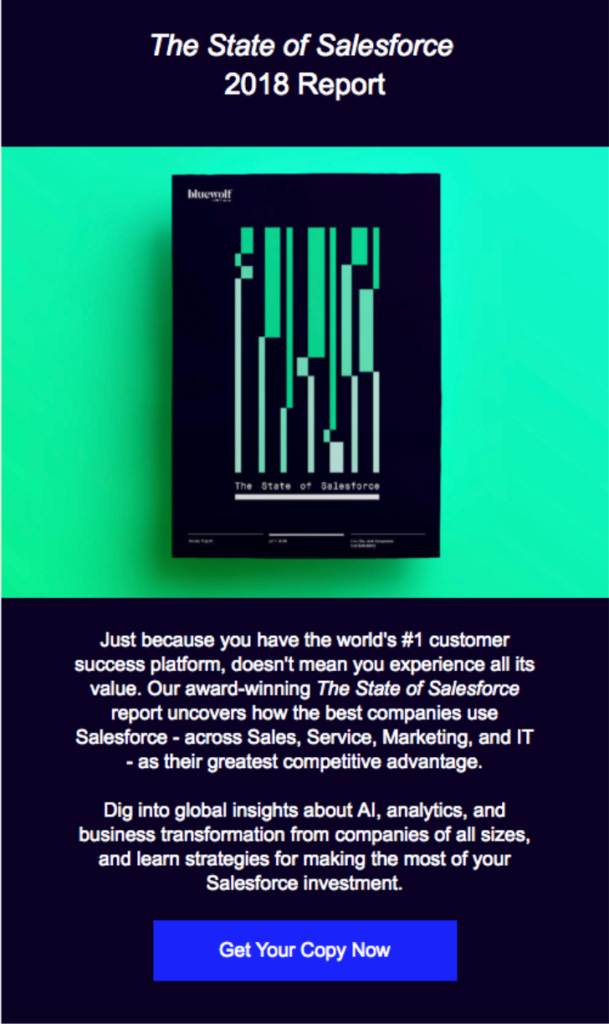 The State of Salesforce
2018 Report
bluewolf
The State of Salesforce
Just because you have the world's #1 customer
success platform, doesn't mean you experience all its
value. Our award-winning The State of Salesforce
report uncovers how the best companies use
Salesforce - across Sales, Service, Marketing, and IT
- as their greatest competitive advantage.
Dig into global insights about AI, analytics, and
business transformation from companies of all sizes,
and learn strategies for making the most of your
Salesforce investment.
Get Your Copy Now